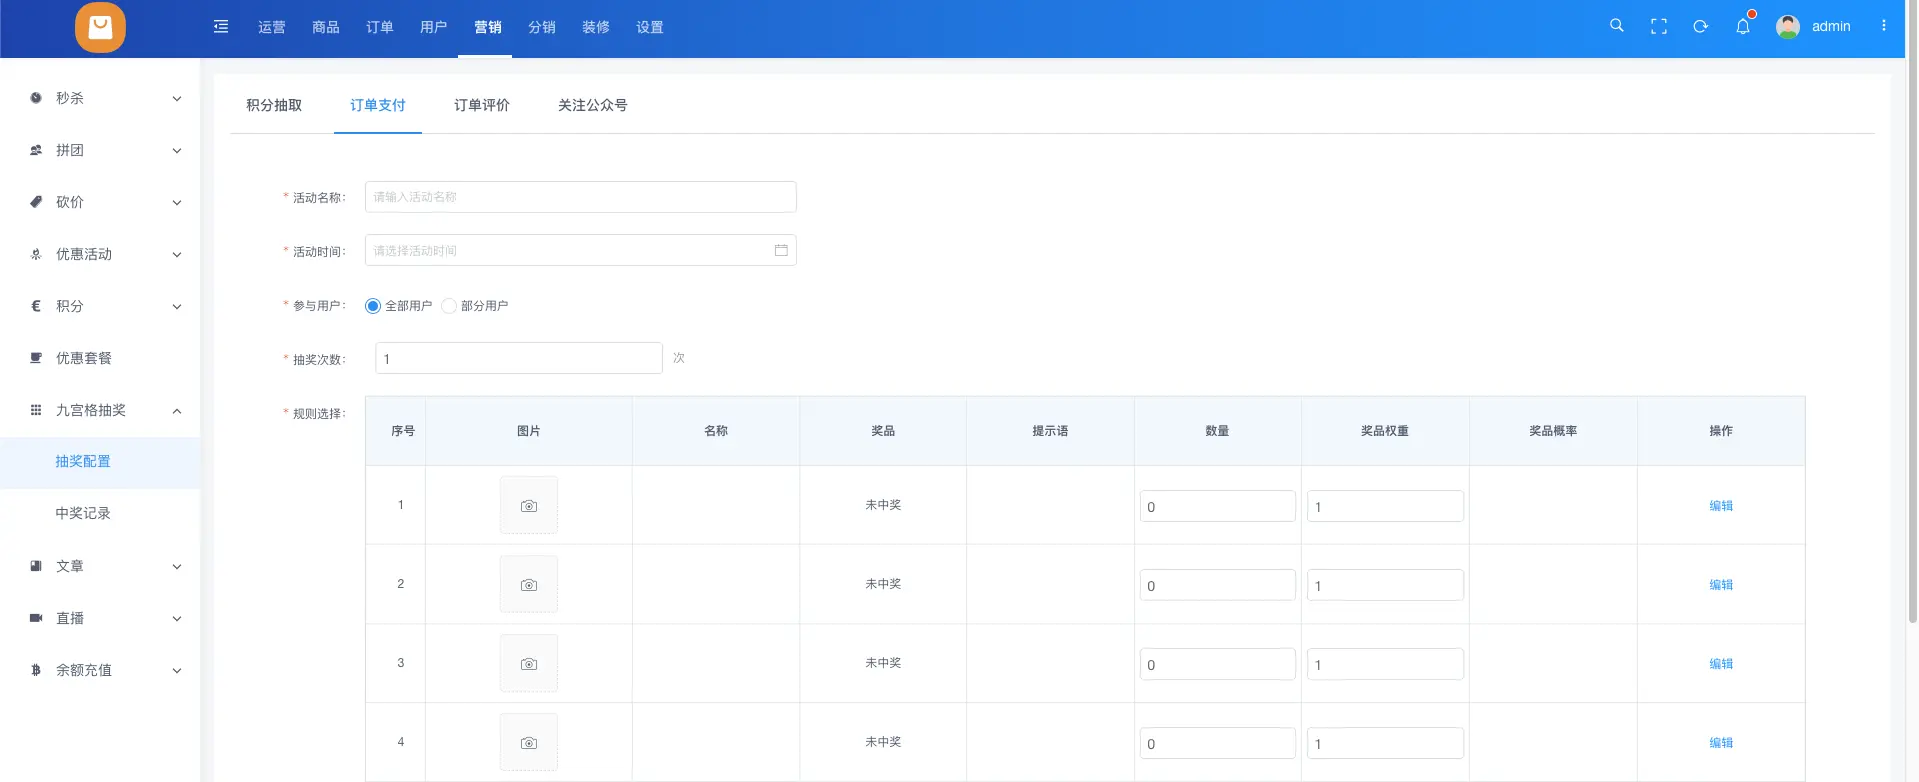 运营 商品 订单 用户 营销 分销 装修 设置 admin
秒杀
拼团
砍价
优惠活动
积分
优惠套餐
九宫格抽奖
抽奖配置
中奖记录
文章
直播
余额充值
积分抽取 订单支付 订单评价 关注公众号
* 活动名称: 请输入活动名称
* 活动时间: 请选择活动时间
* 参与用户: 全部用户 部分用户
* 抽奖次数: 1 次
* 规则选择:
序号 图片 名称 奖品 提示语 数量 奖品权重 奖品概率 操作
1 未中奖 0 1 编辑
2 未中奖 0 1 编辑
3 未中奖 0 1 编辑
4 未中奖 0 1 编辑